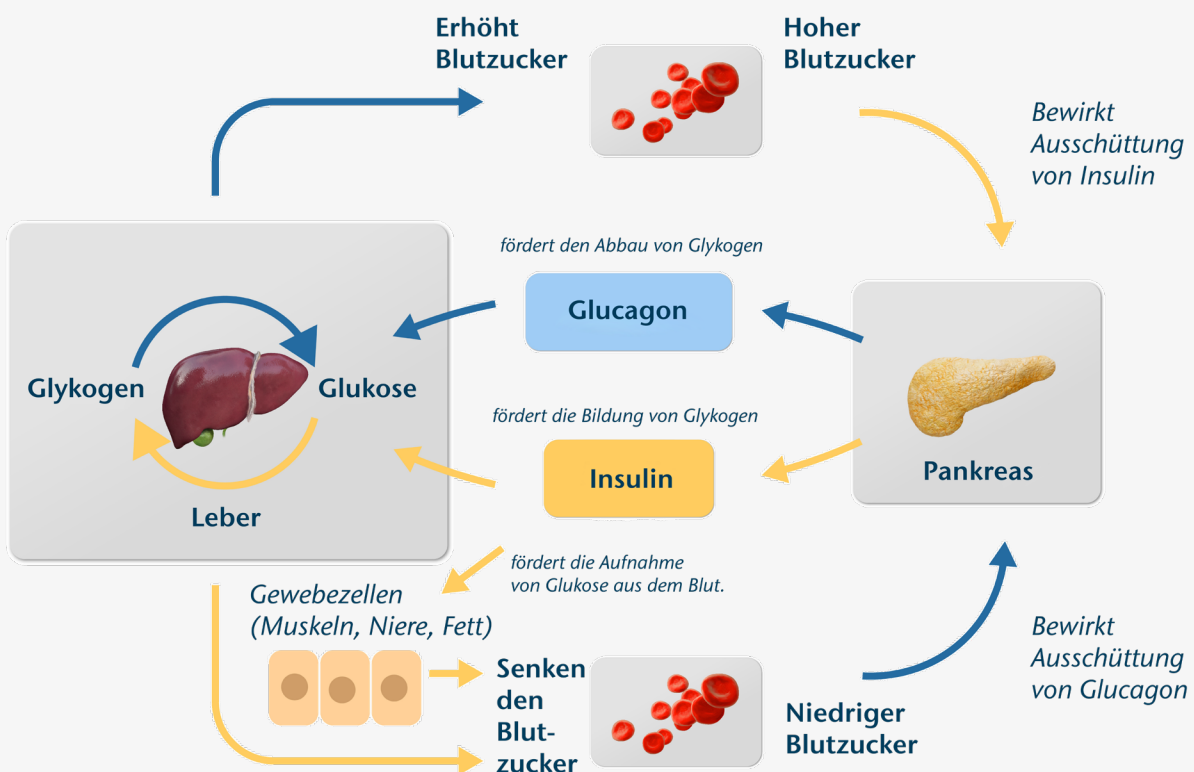 Erhöht
Blutzucker
Hoher
Blutzucker
Bewirkt
Ausschüttung
von Insulin
fördert den Abbau von Glykogen
Glucagon
Glykogen
Glukose
Leber
fördert die Bildung von Glykogen
Insulin
Pankreas
fördert die Aufnahme
von Glukose aus dem Blut.
Gewebezellen
(Muskeln, Niere, Fett)
Senken
den
Blut-
zucker
Niedriger
Blutzucker
Bewirkt
Ausschüttung
von Glucagon